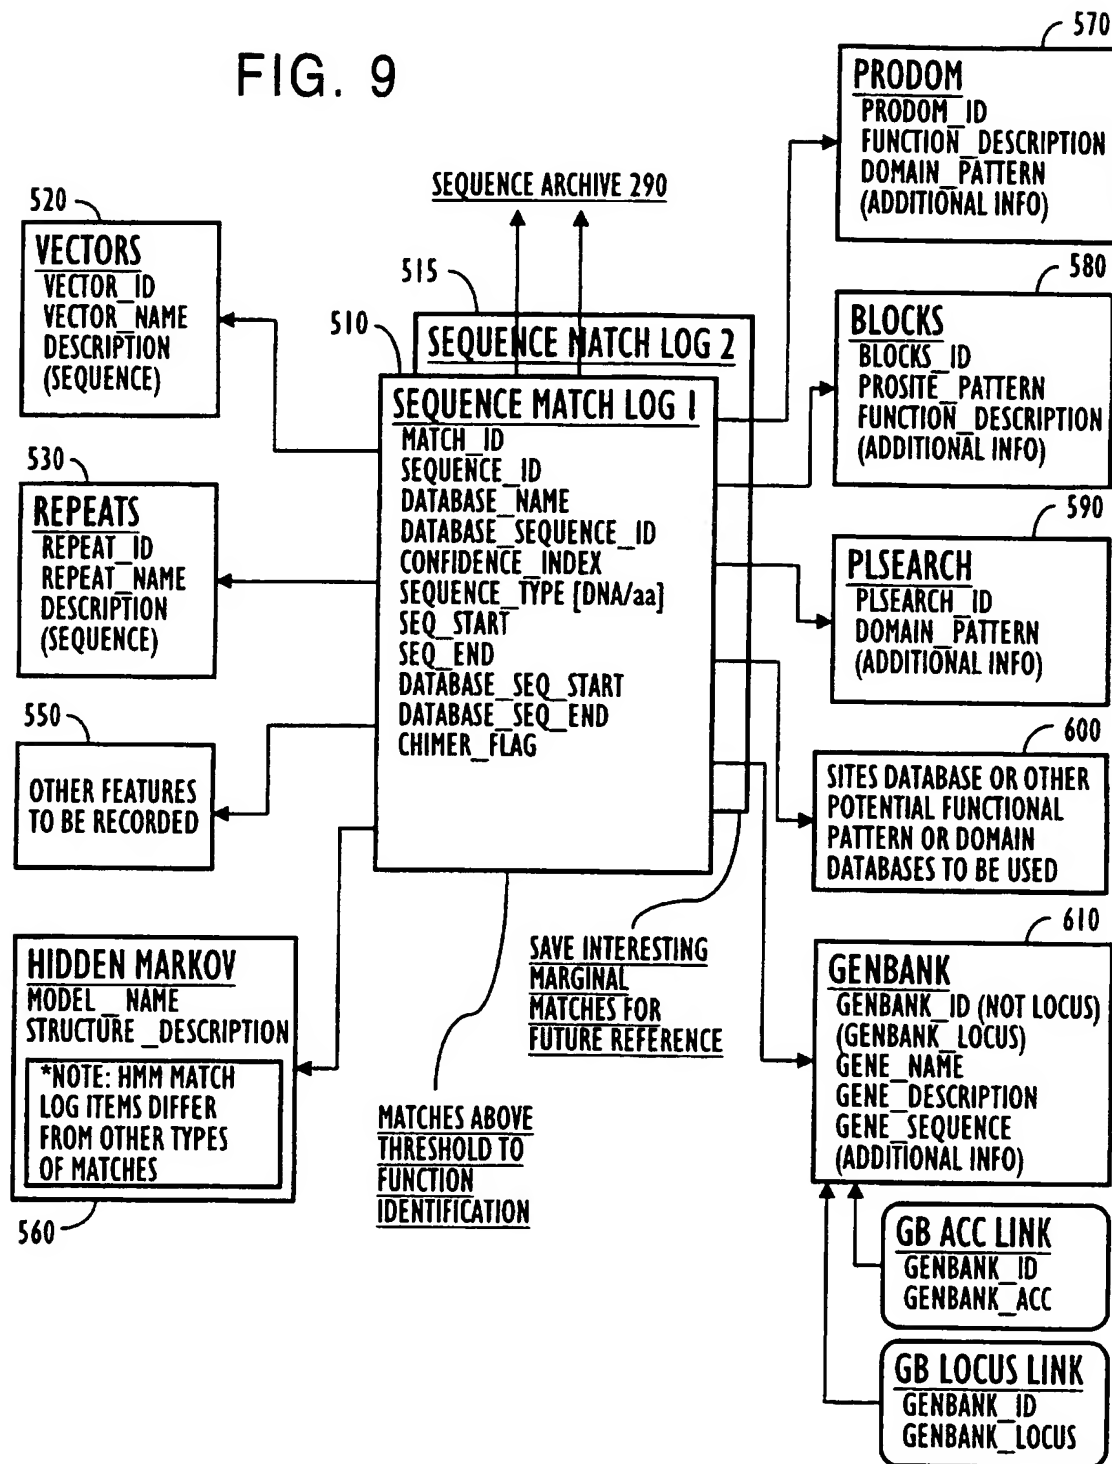 FIG. 9
SEQUENCE ARCHIVE 290
520
VECTORS
VECTOR_ID
VECTOR_NAME
DESCRIPTION
(SEQUENCE)
530
REPEATS
REPEAT_ID
REPEAT_NAME
DESCRIPTION
(SEQUENCE)
550
OTHER FEATURES
TO BE RECORDED
HIDDEN MARKOV
MODEL_NAME
STRUCTURE_DESCRIPTION
*NOTE: HMM MATCH
LOG ITEMS DIFFER
FROM OTHER TYPES
OF MATCHES
560
515
SEQUENCE MATCH LOG 2
510
SEQUENCE MATCH LOG 1
MATCH_ID
SEQUENCE_ID
DATABASE_NAME
DATABASE_SEQUENCE_ID
CONFIDENCE_INDEX
SEQUENCE_TYPE [DNA/aa]
SEQ_START
SEQ_END
DATABASE_SEQ_START
DATABASE_SEQ_END
CHIMER_FLAG
MATCHES ABOVE
THRESHOLD TO
FUNCTION
IDENTIFICATION
SAVE INTERESTING
MARGINAL
MATCHES FOR
FUTURE REFERENCE
570
PRODOM
PRODOM_ID
FUNCTION_DESCRIPTION
DOMAIN_PATTERN
(ADDITIONAL INFO)
580
BLOCKS
BLOCKS_ID
PROSITE_PATTERN
FUNCTION_DESCRIPTION
(ADDITIONAL INFO)
590
PLSEARCH
PLSEARCH_ID
DOMAIN_PATTERN
(ADDITIONAL INFO)
600
SITES DATABASE OR OTHER
POTENTIAL FUNCTIONAL
PATTERN OR DOMAIN
DATABASES TO BE USED
610
GENBANK
GENBANK_ID (NOT LOCUS)
(GENBANK_LOCUS)
GENE_NAME
GENE_DESCRIPTION
GENE_SEQUENCE
(ADDITIONAL INFO)
GB ACC LINK
GENBANK_ID
GENBANK_ACC
GB LOCUS LINK
GENBANK_ID
GENBANK_LOCUS